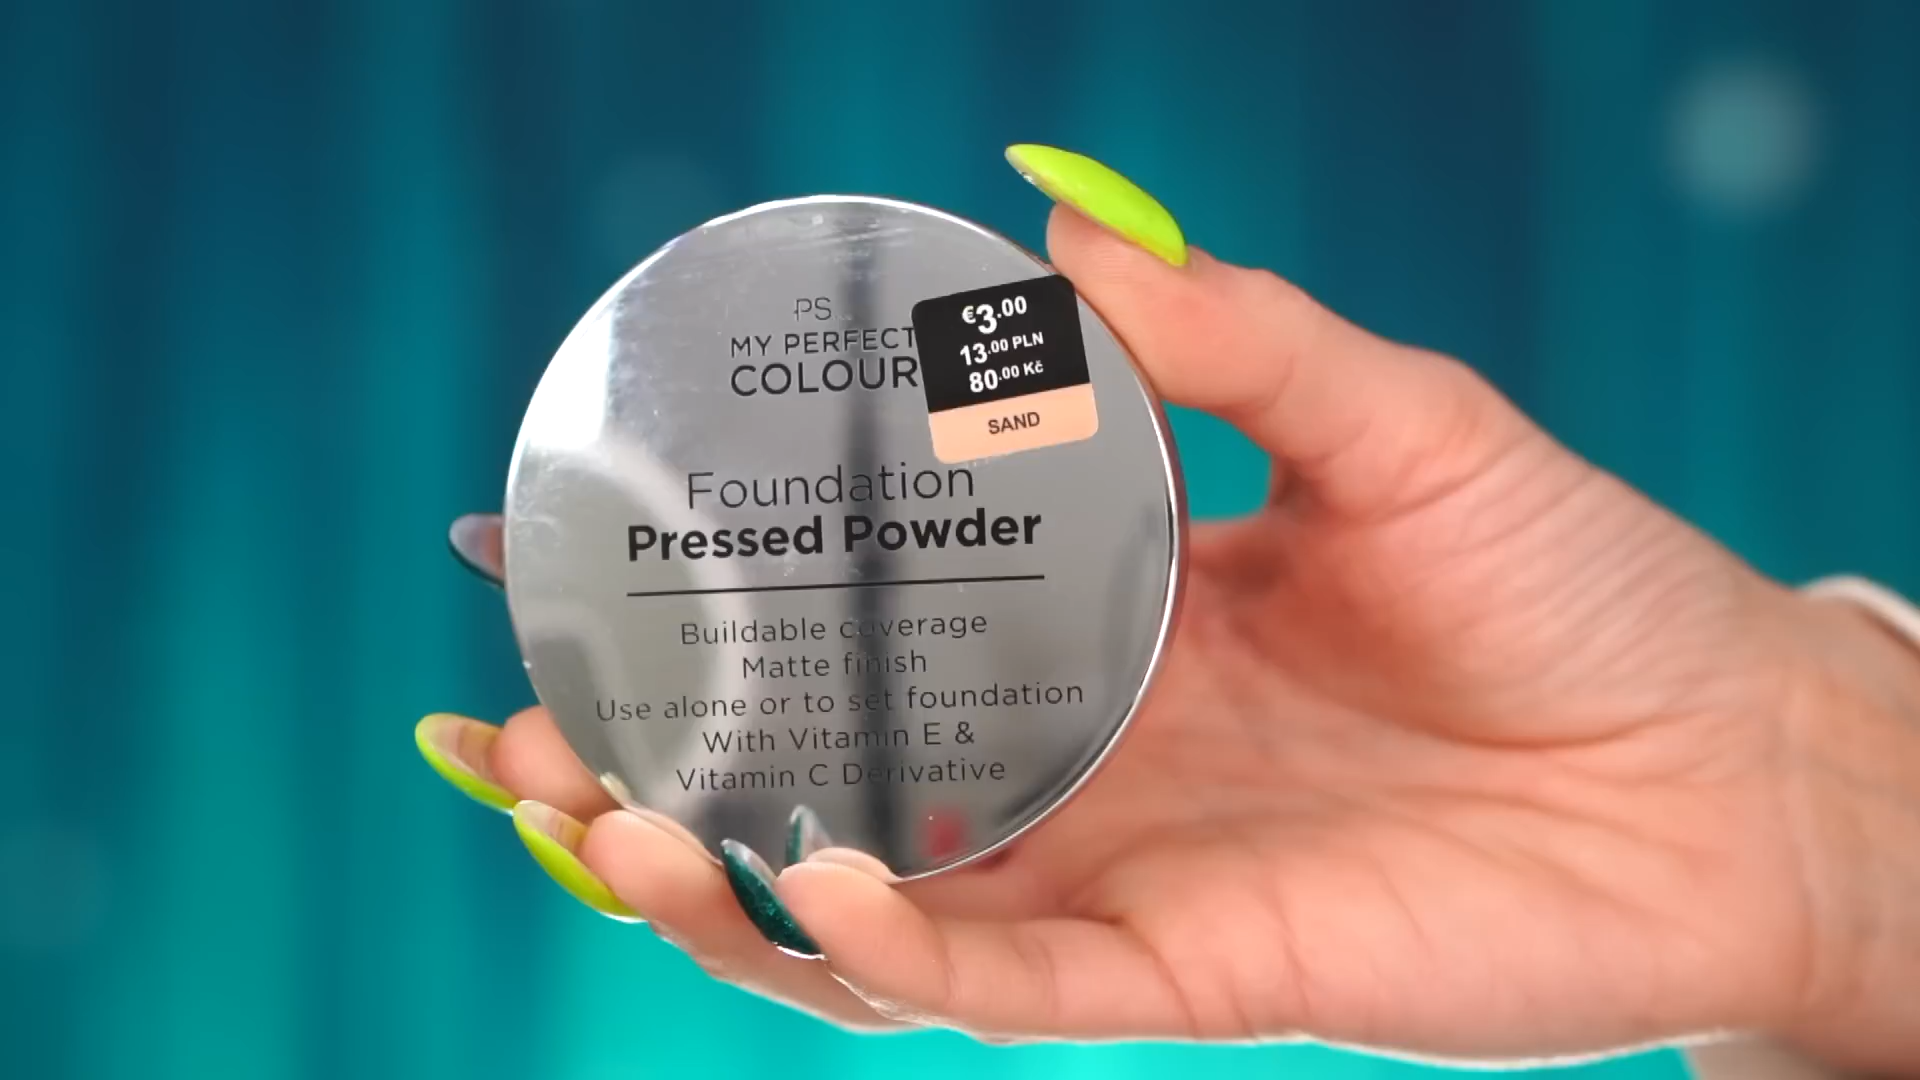 PS...
MY PERFECT
COLOUR
€3.00
13.00 PLN
80.00 Kč
SAND
Foundation
Pressed Powder
Buildable coverage
Matte finish
Use alone or to set foundation
With Vitamin E &
Vitamin C Derivative